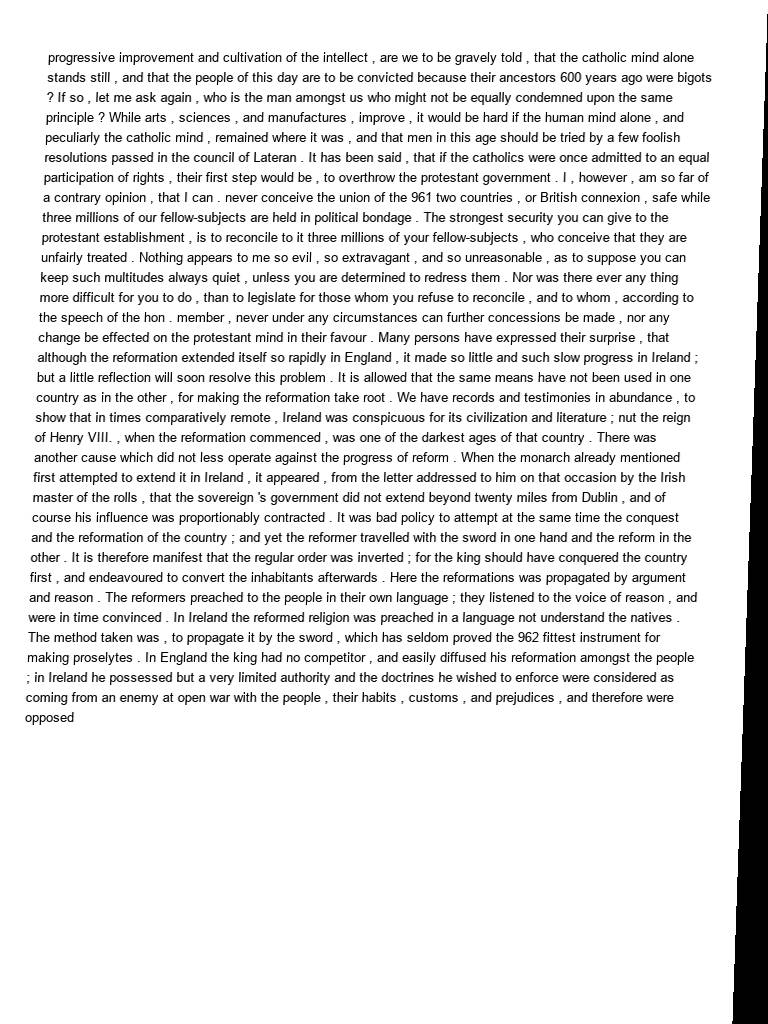 progressive improvement and cultivation of the intellect , are we to be gravely told , that the catholic mind alone
stands still , and that the people of this day are to be convicted because their ancestors 600 years ago were bigots
? If so , let me ask again , who is the man amongst us who might not be equally condemned upon the same
principle ? While arts , sciences , and manufactures , improve , it would be hard if the human mind alone , and
peculiarly the catholic mind , remained where it was , and that men in this age should be tried by a few foolish
resolutions passed in the council of Lateran . It has been said , that if the catholics were once admitted to an equal
participation of rights , their first step would be , to overthrow the protestant government . I , however , am so far of
a contrary opinion , that I can . never conceive the union of the 961 two countries , or British connexion , safe while
three millions of our fellow-subjects are held in political bondage . The strongest security you can give to the
protestant establishment , is to reconcile to it three millions of your fellow-subjects , who conceive that they are
unfairly treated . Nothing appears to me so evil , so extravagant , and so unreasonable , as to suppose you can
keep such multitudes always quiet , unless you are determined to redress them . Nor was there ever any thing
more difficult for you to do , than to legislate for those whom you refuse to reconcile , and to whom , according to
the speech of the hon . member , never under any circumstances can further concessions be made , nor any
change be effected on the protestant mind in their favour . Many persons have expressed their surprise , that
although the reformation extended itself so rapidly in England , it made so little and such slow progress in Ireland ;
but a little reflection will soon resolve this problem . It is allowed that the same means have not been used in one
country as in the other , for making the reformation take root . We have records and testimonies in abundance , to
show that in times comparatively remote , Ireland was conspicuous for its civilization and literature ; nut the reign
of Henry VIII. , when the reformation commenced , was one of the darkest ages of that country . There was
another cause which did not less operate against the progress of reform . When the monarch already mentioned
first attempted to extend it in Ireland , it appeared , from the letter addressed to him on that occasion by the Irish
master of the rolls , that the sovereign 's government did not extend beyond twenty miles from Dublin , and of
course his influence was proportionably contracted . It was bad policy to attempt at the same time the conquest
and the reformation of the country ; and yet the reformer travelled with the sword in one hand and the reform in the
other . It is therefore manifest that the regular order was inverted ; for the king should have conquered the country
first , and endeavoured to convert the inhabitants afterwards . Here the reformations was propagated by argument
and reason . The reformers preached to the people in their own language ; they listened to the voice of reason , and
were in time convinced . In Ireland the reformed religion was preached in a language not understand the natives .
The method taken was , to propagate it by the sword , which has seldom proved the 962 fittest instrument for
making proselytes . In England the king had no competitor , and easily diffused his reformation amongst the people
; in Ireland he possessed but a very limited authority and the doctrines he wished to enforce were considered as
coming from an enemy at open war with the people , their habits , customs , and prejudices , and therefore were
opposed